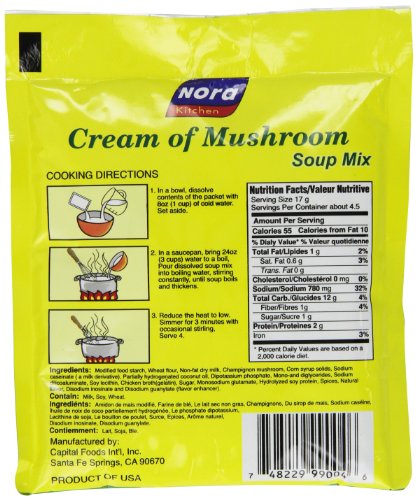 Nora
Kitchen
Cream of Mushroom
Soup Mix
COOKING DIRECTIONS
1. In a bowl, dissolve
contents of the packet with
8oz (1 cup) of cold water.
Set aside.
2. In a saucepan, bring 24oz
(3 cups) water to a boil,
Pour dissolved soup mix
into boiling water, stirring
constantly, until soup boils
and thickens.
3. Reduce the heat to low.
Simmer for 3 minutes with
occasional stirling.
Serve 4.
Nutrition Facts/Valeur Nutritive
Serving Size 17 g
Servings Per Container about 4.5
Amount Per Serving
Calories 55 Calories from Fat 10
% Dialy Value* % Valeur quotidienne
Total Fat/Lipides 1 g 2%
Sat. Fat 0.6 g 3%
Trans. Fat 0 g
Cholesterol/Cholestérol 0 mg 0%
Sodium/Sodium 780 mg 32%
Total Carb./Glucides 12 g 4%
Fiber/Fibres 1g 4%
Sugar/Sucre 1 g
Protein/Protéines 2 g
Iron 3%
* Percent Daily Values are based on a
2,000 calorie diet.
Ingredients: Modified food starch, Wheat flour, Non-fat dry milk, Champignon mushrooms, Corn syrup solids, Sodium
caseinate ( a milk derivative), Partially hydrogenated coconut oil, Dipotassium phosphate, Mono-and diglycerides, Sodium
silicoaluminate, Soy lecithin, Chicken broth(gelatin), Sugar, Monosodium glutamate, Hydrolyzed soy protein, Spices, Natural
flavor, Disodium inosinate and Disodium guanylate (flavor enhancer).
Contain: Milk, Soy, Wheat.
Ingrédients: Amidon de maïs modifié, Farine de blé, Le lait sec non gras, Champignons, Du sirop de maïs, Sodium caséine,
huile de noix de coco partiellement hydrogénée, Le phosphate dipotassium,
Lécithine de soja, Le bouillon de poulet, Sucre, Epices, Arôme naturel,
Disodium inosinate et Disodium guanylate.
Contiemment: Lait, Soja, Ble.
Manufactured by:
Capital Foods Int'l, Inc.
Santa Fe Springs, CA 90670
PRODUCT OF USA
7 48229 99004 6